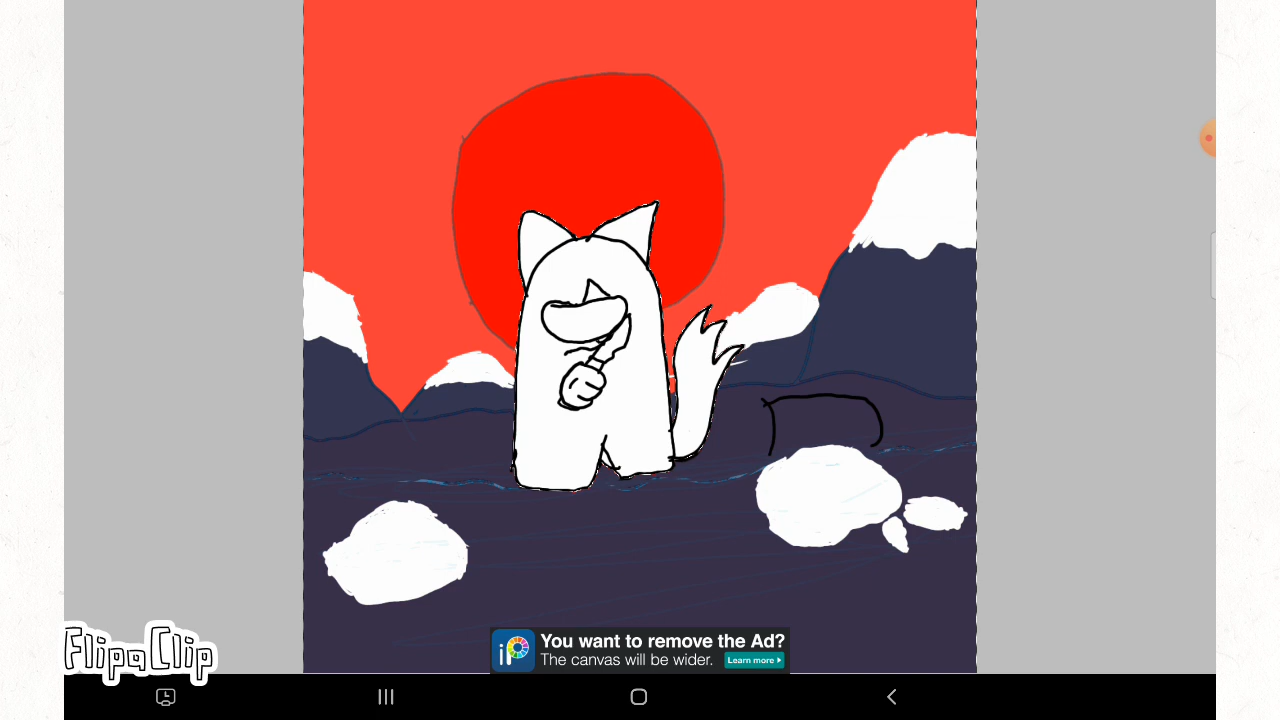 You want to remove the Ad?
The canvas will be wider.
Learn more
FlipaClip